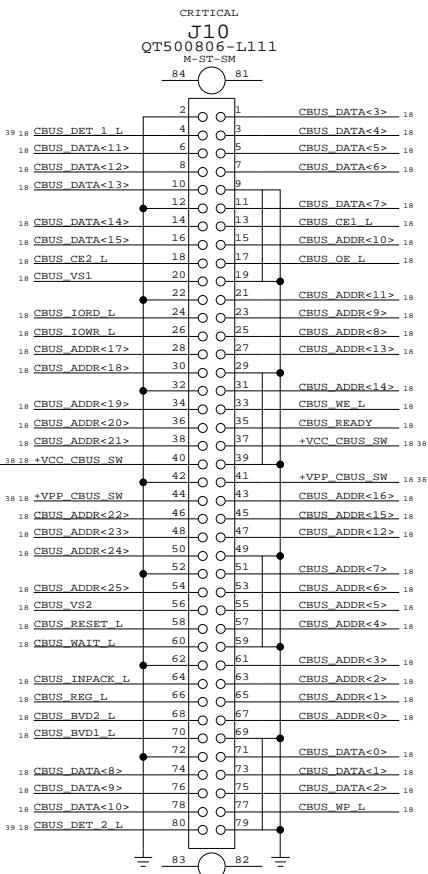 CRITICAL
J10
QT500806-L111
M-ST-SM
84 81
2 1 CBUS_DATA<3> 18
39 18 CBUS_DET_1_L 4 3 CBUS_DATA<4> 18
18 CBUS_DATA<11> 6 5 CBUS_DATA<5> 18
18 CBUS_DATA<12> 8 7 CBUS_DATA<6> 18
18 CBUS_DATA<13> 10 9
12 11 CBUS_DATA<7> 18
18 CBUS_DATA<14> 14 13 CBUS_CE1_L 18
18 CBUS_DATA<15> 16 15 CBUS_ADDR<10> 18
18 CBUS_CE2_L 18 17 CBUS_OE_L 18
18 CBUS_VS1 20 19
22 21 CBUS_ADDR<11> 18
18 CBUS_IORD_L 24 23 CBUS_ADDR<9> 18
18 CBUS_IOWR_L 26 25 CBUS_ADDR<8> 18
18 CBUS_ADDR<17> 28 27 CBUS_ADDR<13> 18
18 CBUS_ADDR<18> 30 29
32 31 CBUS_ADDR<14> 18
18 CBUS_ADDR<19> 34 33 CBUS_WE_L 18
18 CBUS_ADDR<20> 36 35 CBUS_READY 18
18 CBUS_ADDR<21> 38 37 +VCC_CBUS_SW 18 38
38 18 +VCC_CBUS_SW 40 39
42 41 +VPP_CBUS_SW 18 38
38 18 +VPP_CBUS_SW 44 43 CBUS_ADDR<16> 18
18 CBUS_ADDR<22> 46 45 CBUS_ADDR<15> 18
18 CBUS_ADDR<23> 48 47 CBUS_ADDR<12> 18
18 CBUS_ADDR<24> 50 49
52 51 CBUS_ADDR<7> 18
18 CBUS_ADDR<25> 54 53 CBUS_ADDR<6> 18
18 CBUS_VS2 56 55 CBUS_ADDR<5> 18
18 CBUS_RESET_L 58 57 CBUS_ADDR<4> 18
18 CBUS_WAIT_L 60 59
62 61 CBUS_ADDR<3> 18
18 CBUS_INPACK_L 64 63 CBUS_ADDR<2> 18
18 CBUS_REG_L 66 65 CBUS_ADDR<1> 18
18 CBUS_BVD2_L 68 67 CBUS_ADDR<0> 18
18 CBUS_BVD1_L 70 69
72 71 CBUS_DATA<0> 18
18 CBUS_DATA<8> 74 73 CBUS_DATA<1> 18
18 CBUS_DATA<9> 76 75 CBUS_DATA<2> 18
18 CBUS_DATA<10> 78 77 CBUS_WP_L 18
39 18 CBUS_DET_2_L 80 79
83 82